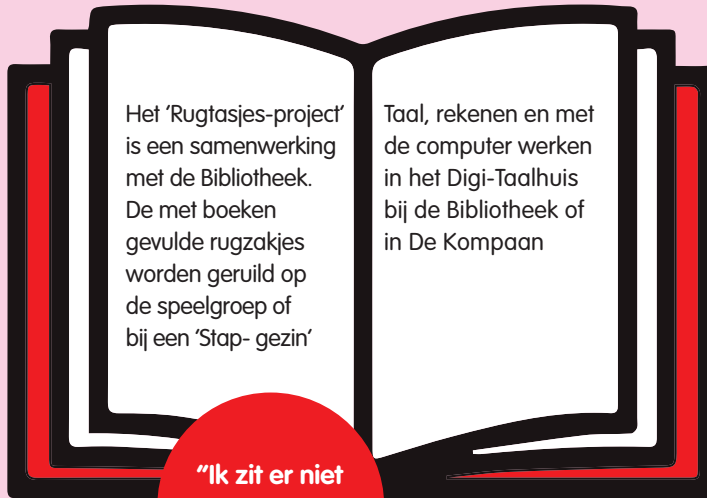 Het ‘Rugtasjes-project’
is een samenwerking
met de Bibliotheek.
De met boeken
gevulde rugzakjes
worden geruild op
de speelgroep of
bij een ‘Stap- gezin’
Taal, rekenen en met
de computer werken
in het Digi-Taalhuis
bij de Bibliotheek of
in De Kompaan
”Ik zit er niet